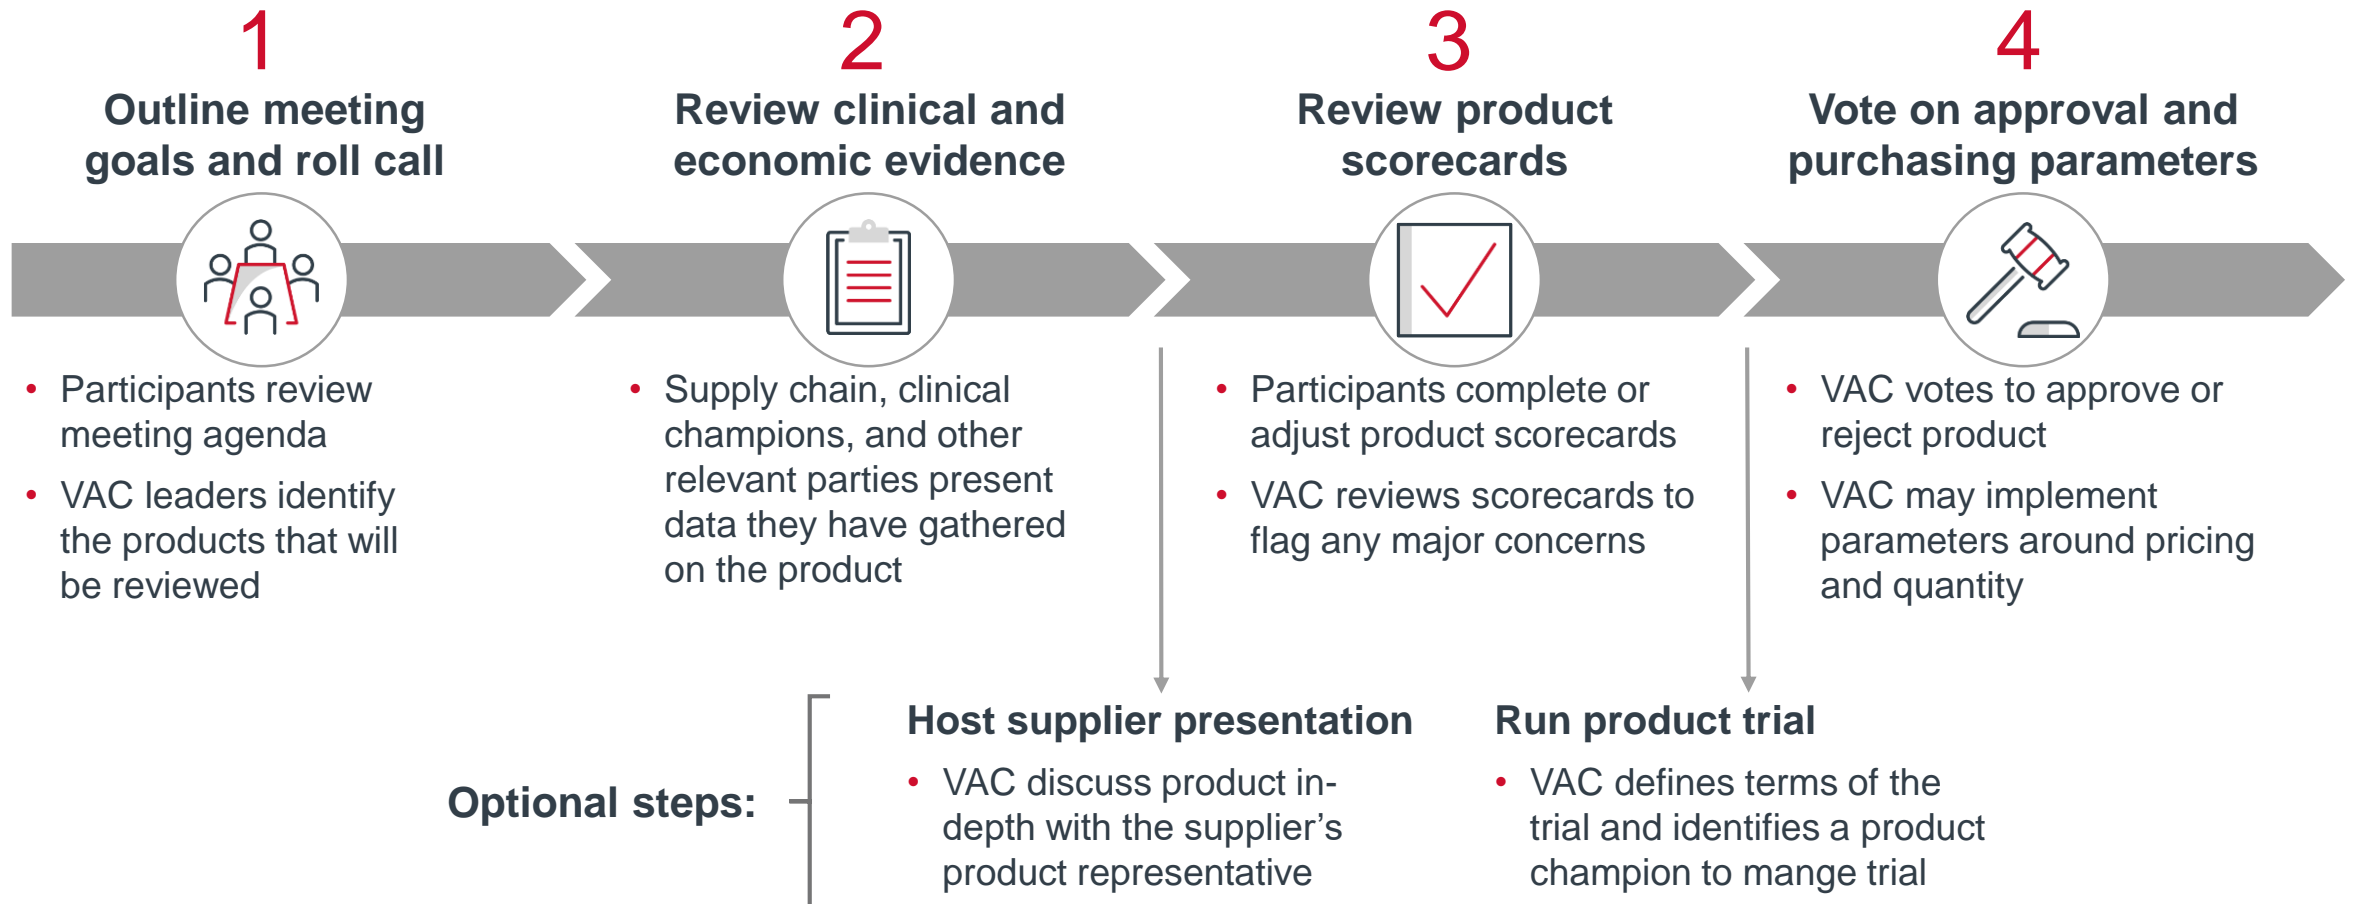 1
Outline meeting
goals and roll call
• Participants review
meeting agenda
• VAC leaders identify
the products that will
be reviewed
2
Review clinical and
economic evidence
• Supply chain, clinical
champions, and other
relevant parties present
data they have gathered
on the product
3
Review product
scorecards
• Participants complete or
adjust product scorecards
• VAC reviews scorecards to
flag any major concerns
4
Vote on approval and
purchasing parameters
• VAC votes to approve or
reject product
• VAC may implement
parameters around pricing
and quantity
Optional steps:
Host supplier presentation
• VAC discuss product in-
depth with the supplier’s
product representative
Run product trial
• VAC defines terms of the
trial and identifies a product
champion to mange trial